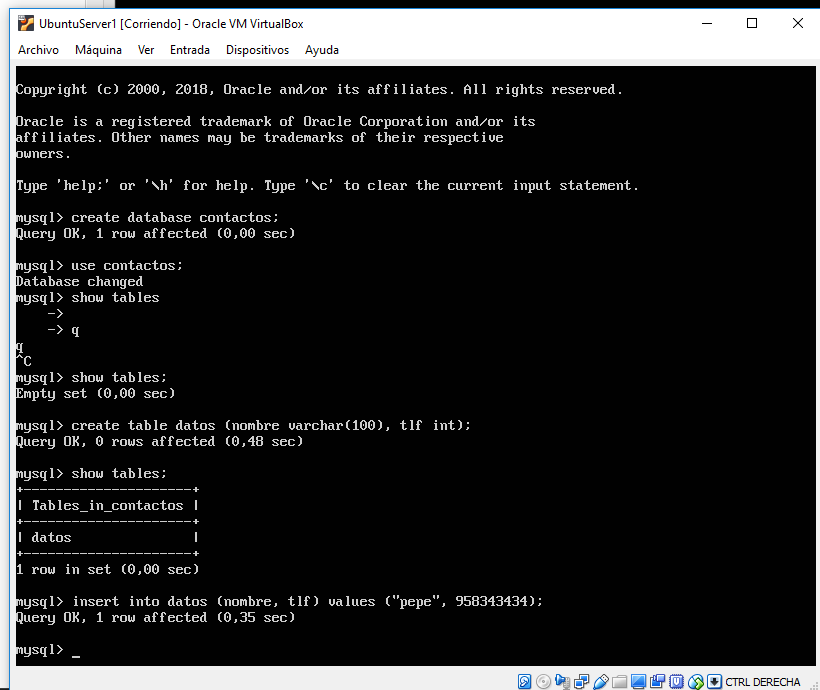 UbuntuServer1 [Corriendo] - Oracle VM VirtualBox
Archivo Máquina Ver Entrada Dispositivos Ayuda
Copyright (c) 2000, 2018, Oracle and/or its affiliates. All rights reserved.
Oracle is a registered trademark of Oracle Corporation and/or its
affiliates. Other names may be trademarks of their respective
owners.
Type 'help;' or '\h' for help. Type '\c' to clear the current input statement.
mysql> create database contactos;
Query OK, 1 row affected (0,00 sec)
mysql> use contactos;
Database changed
mysql> show tables
    ->
    -> q
q
^C
mysql> show tables;
Empty set (0,00 sec)
mysql> create table datos (nombre varchar(100), tlf int);
Query OK, 0 rows affected (0,48 sec)
mysql> show tables;
+---------------------+
| Tables_in_contactos |
+---------------------+
| datos               |
+---------------------+
1 row in set (0,00 sec)
mysql> insert into datos (nombre, tlf) values ("pepe", 958343434);
Query OK, 1 row affected (0,35 sec)
mysql> _
CTRL DERECHA